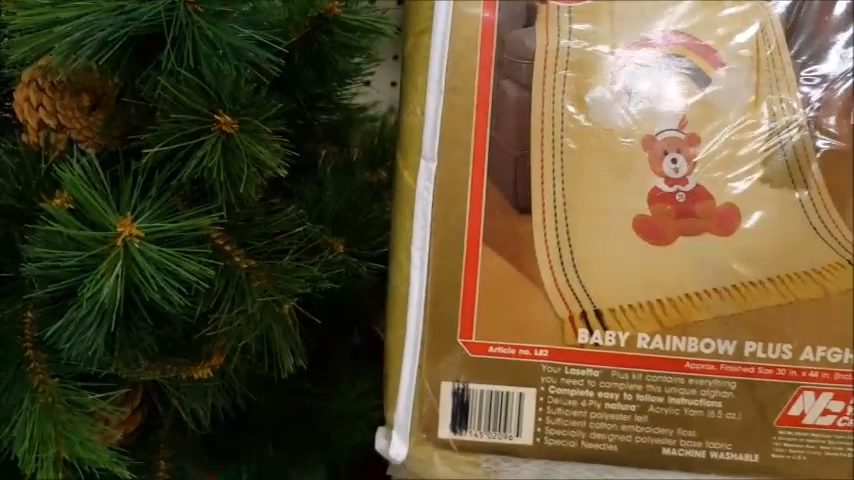 BABY RAINBOW PLUS AFGH
Article no. L82
Approx. Finished Size 30 in. x 44 in.
Your Lasetta Plus kit contains everything
you need to complete this unique afghan.
Complete easy to follow instructions
Deluxe 4-Ply natura Acrylic Yarn (6.5 oz.)
Sufficient polyester felt
Sufficient cotton embroidery floss
Specially designed polyester base fabric
Special Needles
MACHINE WASHABLE